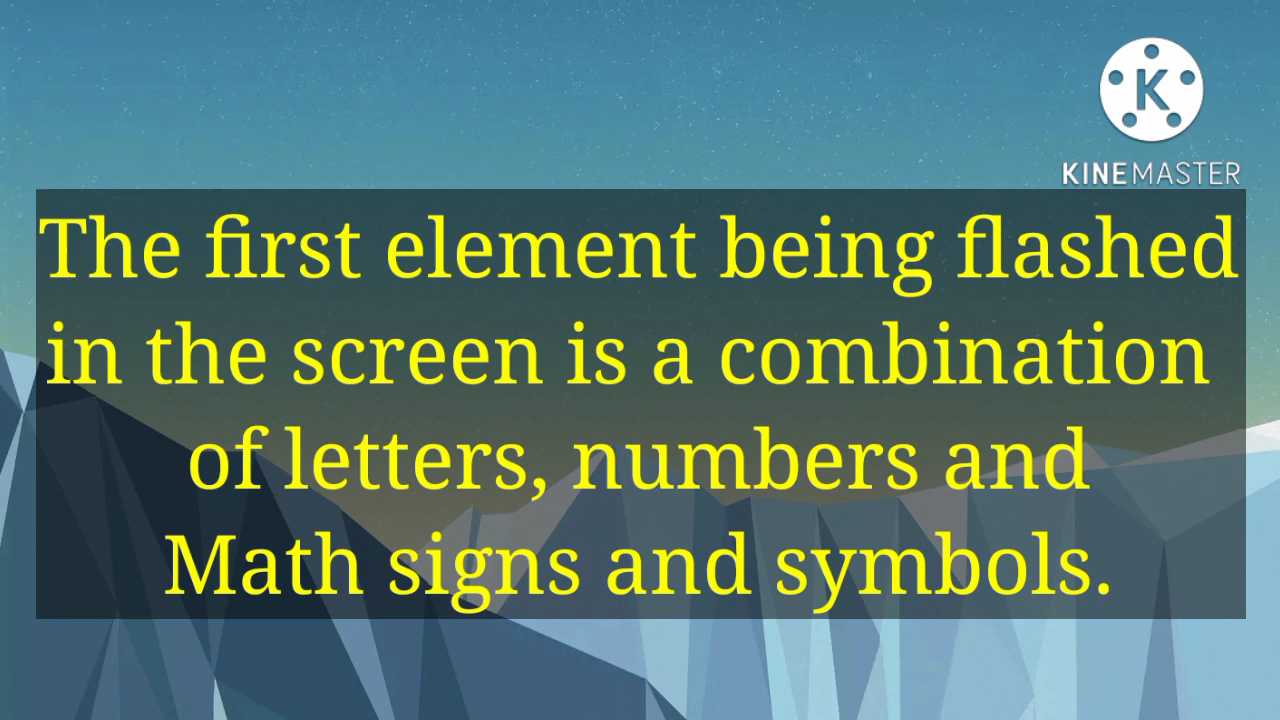 K
KINEMASTER
The first element being flashed
in the screen is a combination
of letters, numbers and
Math signs and symbols.